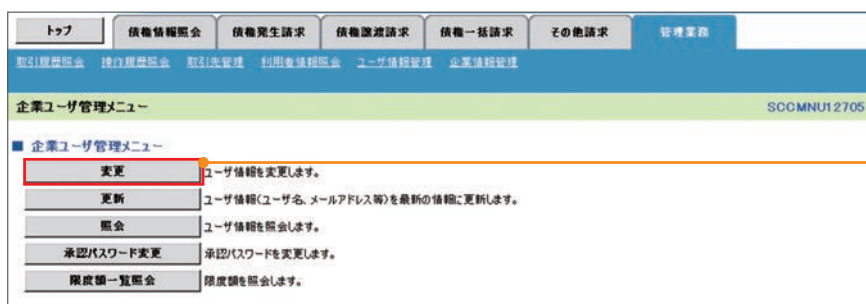 トップ 債権情報照会 債権発生請求 債権譲渡請求 債権一括請求 その他請求 管理業務
取引履歴照会 操作履歴照会 取引先管理 利用者情報照会 ユーザ情報管理 企業情報管理
企業ユーザ管理メニュー SCCMNU12705
■ 企業ユーザ管理メニュー
変更 ユーザ情報を変更します。
更新 ユーザ情報(ユーザ名、メールアドレス等)を最新の情報に更新します。
照会 ユーザ情報を照会します。
承認パスワード変更 承認パスワードを変更します。
限度額一覧照会 限度額を照会します。